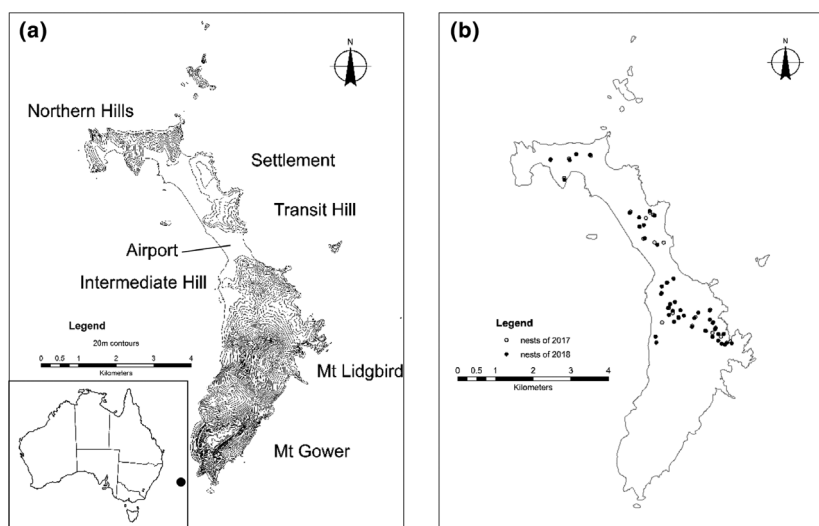 (a)
N
Northern Hills
Settlement
Transit Hill
Airport
Intermediate Hill
Legend
20m contours
0 0.5 1 2 3 4
Kilometers
Mt Lidgbird
Mt Gower
(b)
N
Legend
nests of 2017
nests of 2018
0 0.5 1 2 3 4
Kilometers